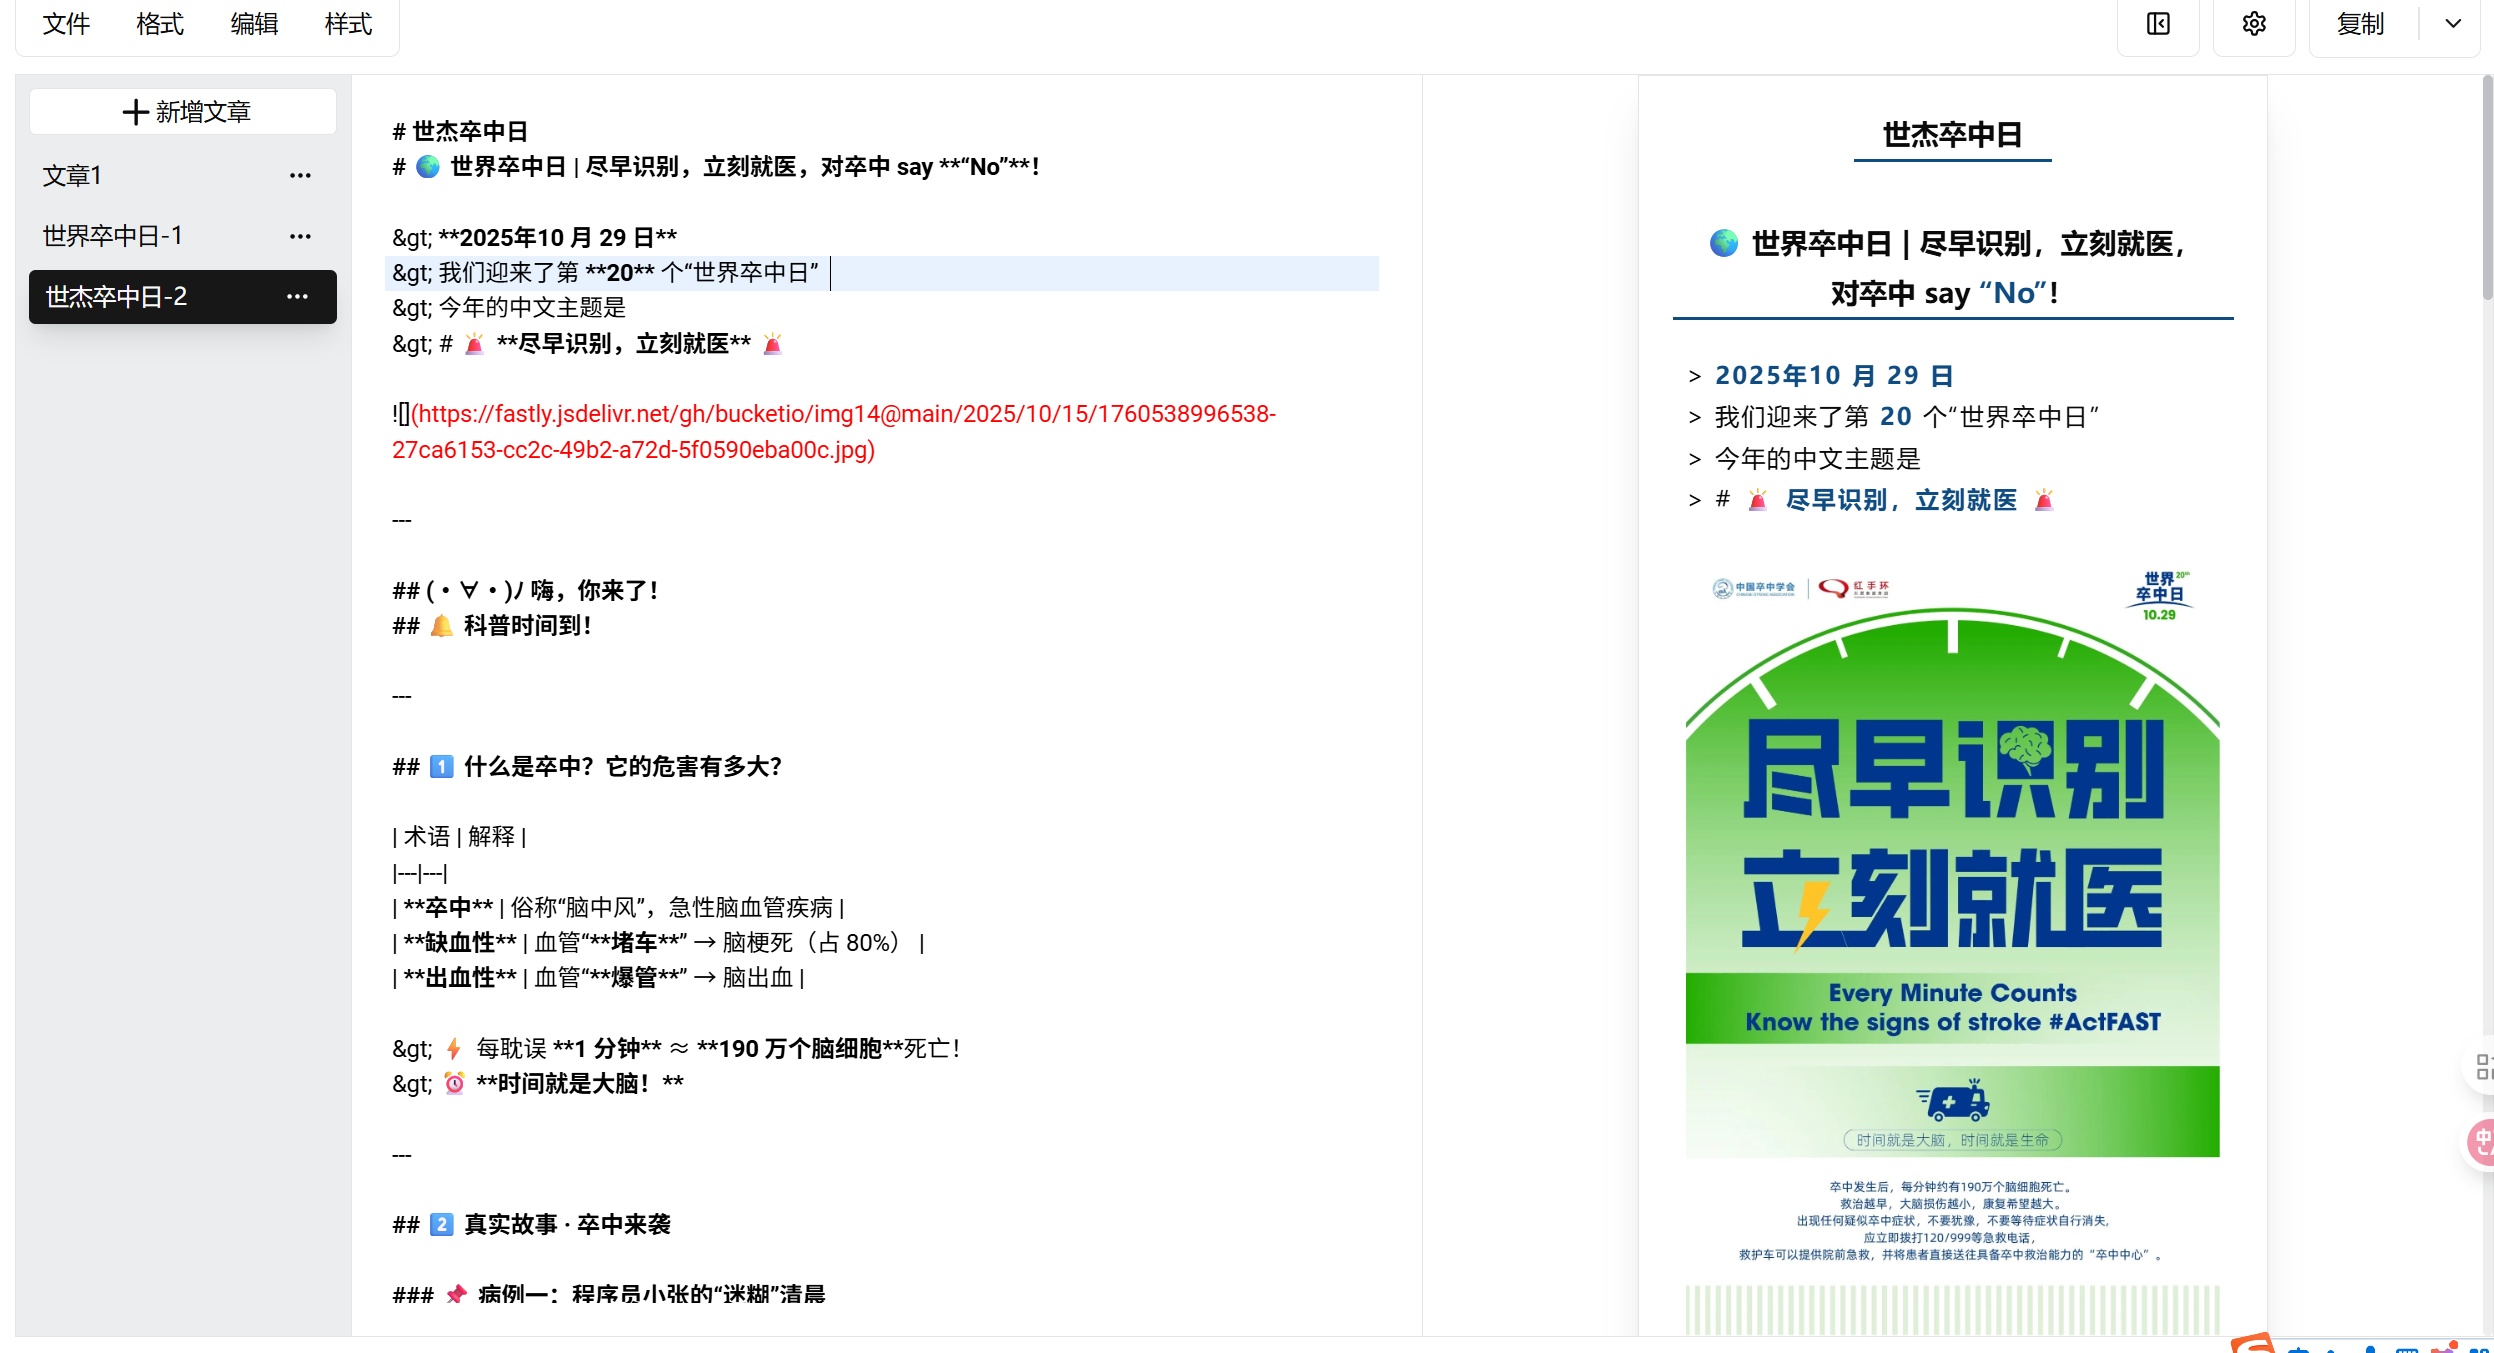 文件 格式 编辑 样式 复制
新增文章
文章1
世界卒中日-1
世杰卒中日-2
# 世杰卒中日
# 🌍 世界卒中日 | 尽早识别，立刻就医，对卒中 say **“No”**！
&gt; **2025年10 月 29 日**
&gt; 我们迎来了第 **20** 个“世界卒中日”
&gt; 今年的中文主题是
&gt; # 🚨 **尽早识别，立刻就医** 🚨
![](https://fastly.jsdelivr.net/gh/bucketio/img14@main/2025/10/15/1760538996538-
27ca6153-cc2c-49b2-a72d-5f0590eba00c.jpg)
---
## (・∀・)ﾉ 嗨，你来了！
## 🔔 科普时间到！
---
## 1️⃣ 什么是卒中？它的危害有多大？
| 术语 | 解释 |
|---|---|
| **卒中** | 俗称“脑中风”，急性脑血管疾病 |
| **缺血性** | 血管“**堵车**” → 脑梗死（占 80%） |
| **出血性** | 血管“**爆管**” → 脑出血 |
&gt; ⚡ 每耽误 **1 分钟** ≈ **190 万个脑细胞**死亡！
&gt; ⏰ **时间就是大脑！**
---
## 2️⃣ 真实故事 · 卒中来袭
### 📌 病例一：程序员小张的“迷糊”清晨
世杰卒中日
🌍 世界卒中日 | 尽早识别，立刻就医，
对卒中 say “No”！
> 2025年10 月 29 日
> 我们迎来了第 20 个“世界卒中日”
> 今年的中文主题是
> # 🚨 尽早识别，立刻就医 🚨
中国卒中学会
红手环
世界 20th
卒中日
10.29
尽早识别
立刻就医
Every Minute Counts
Know the signs of stroke #ActFAST
时间就是大脑，时间就是生命
卒中发生后，每分钟约有190万个脑细胞死亡。
救治越早，大脑损伤越小，康复希望越大。
出现任何疑似卒中症状，不要犹豫，不要等待症状自行消失，
应立即拨打120/999等急救电话，
救护车可以提供院前急救，并将患者直接送往具备卒中救治能力的“卒中中心”。